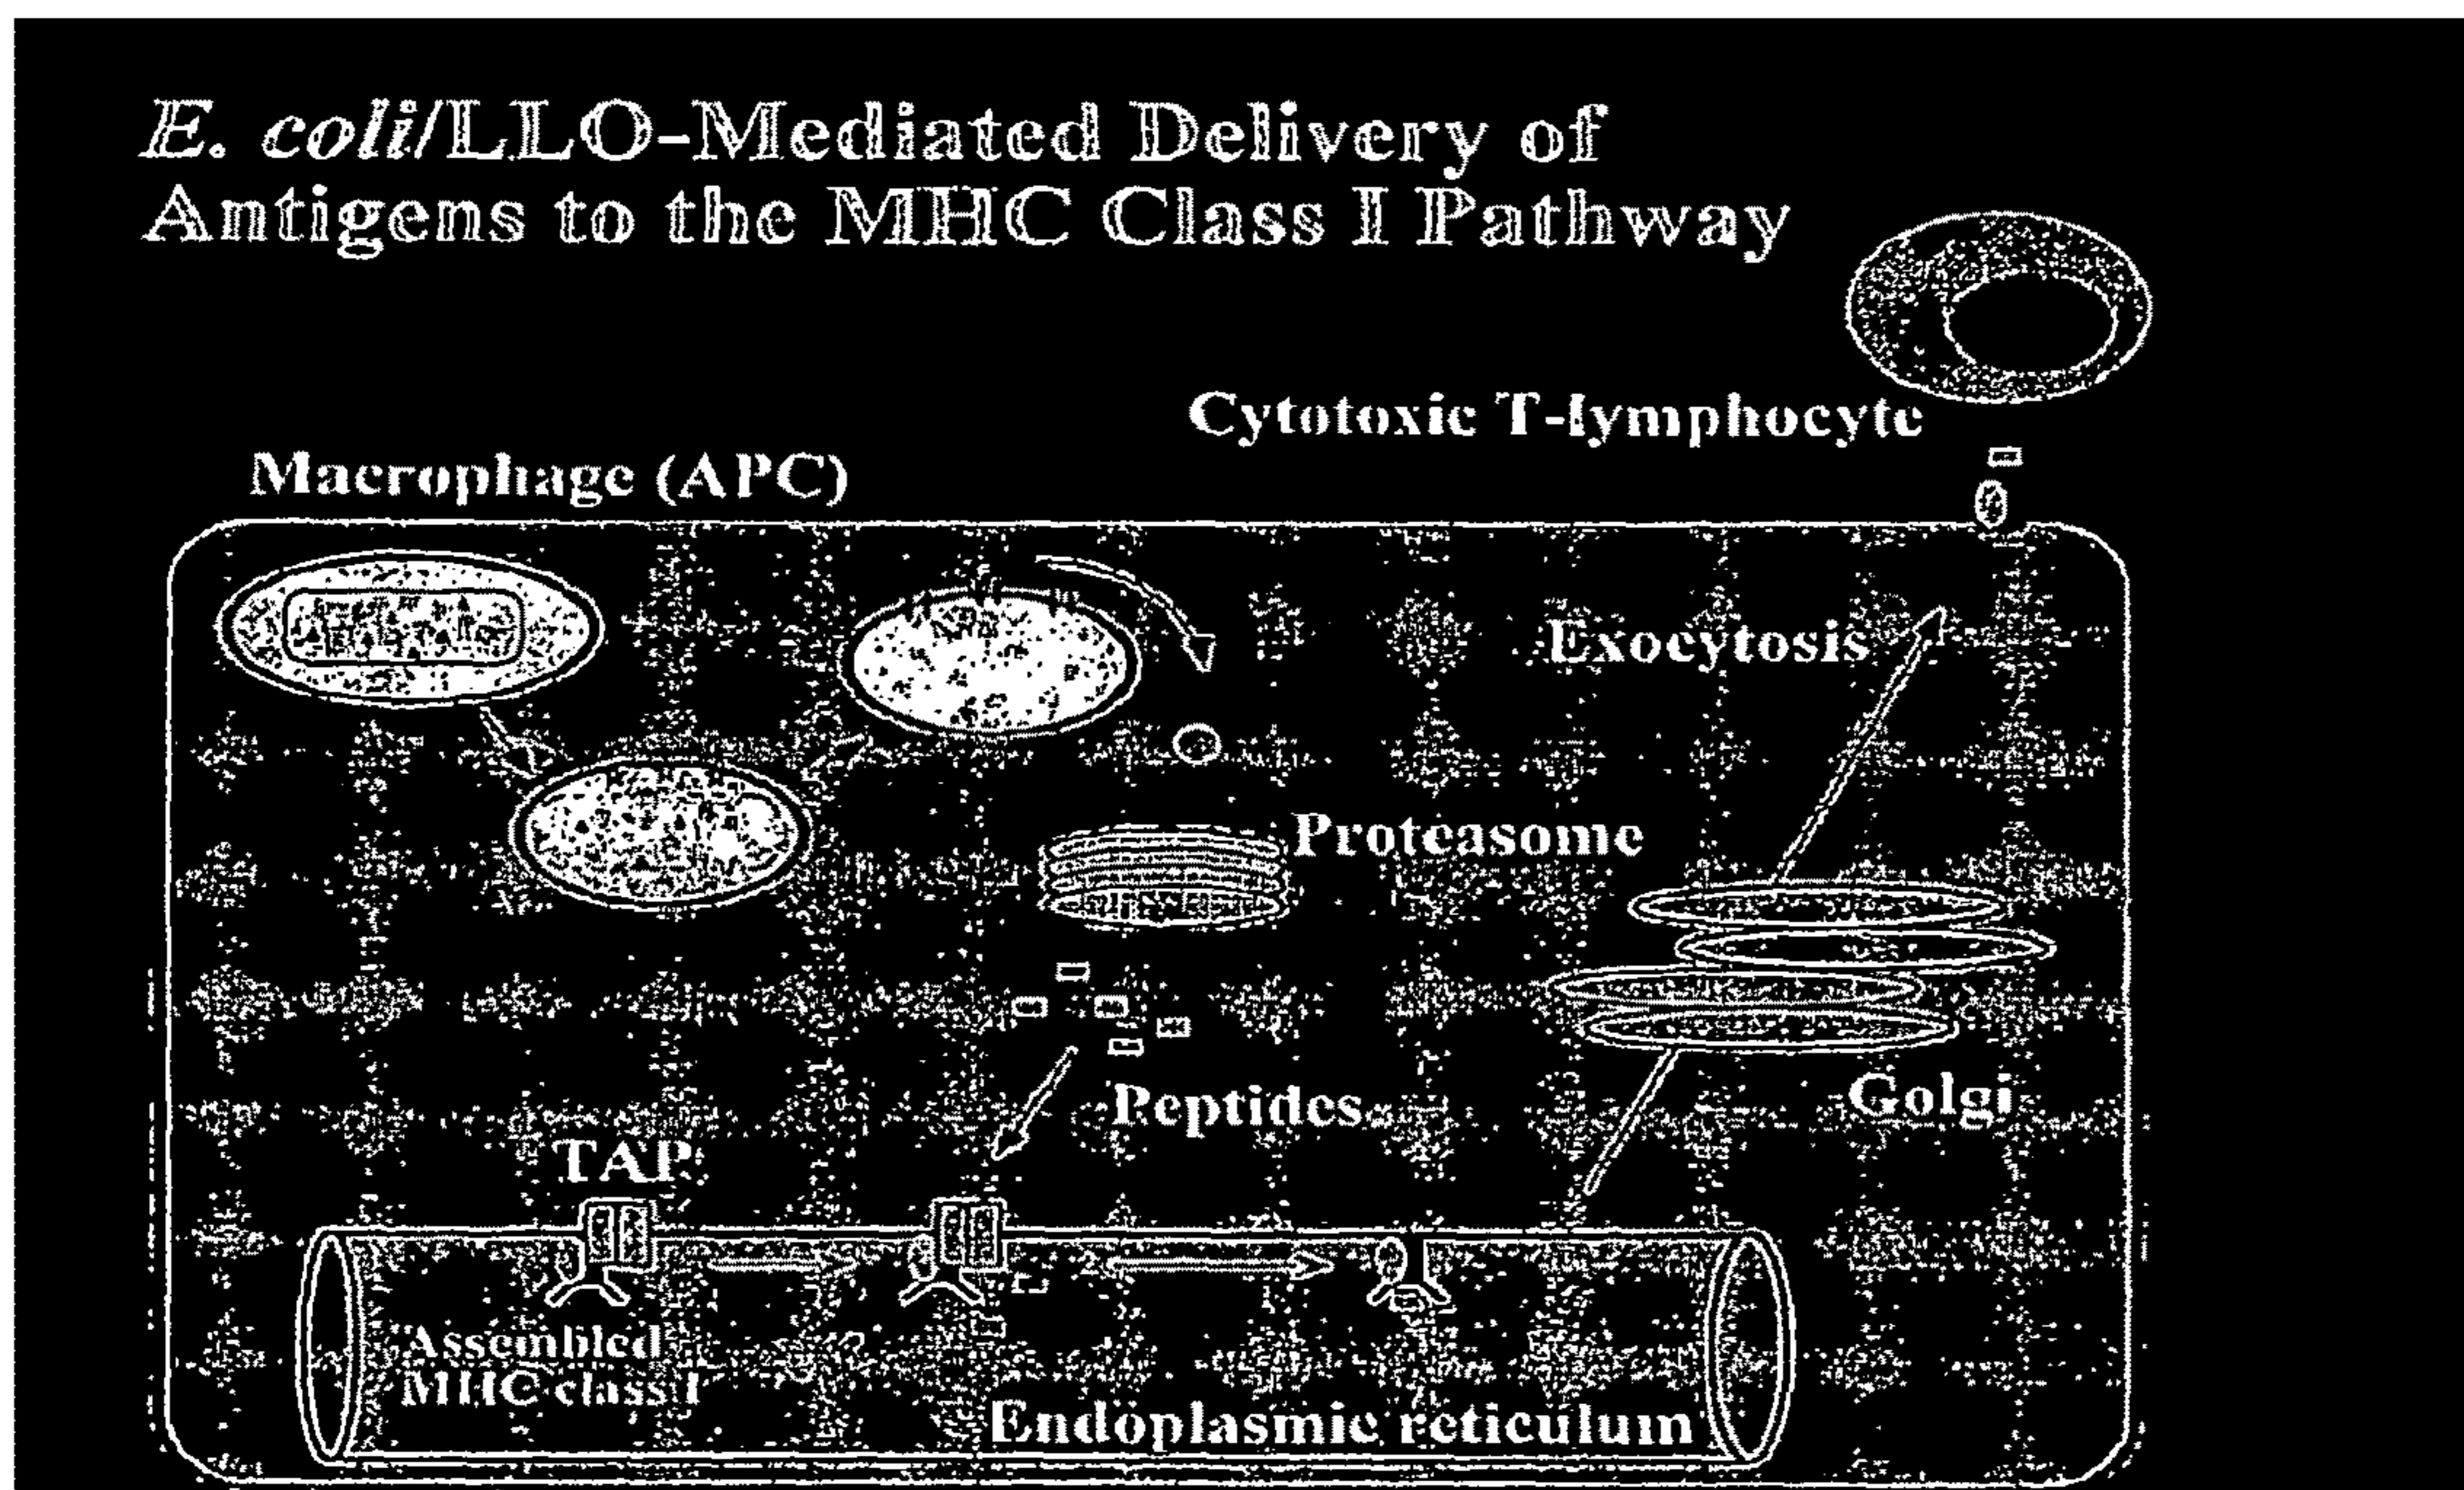 E. coli/LLO-Mediated Delivery of
Antigens to the MHC Class I Pathway
Cytotoxic T-lymphocyte
Macrophage (APC)
Exocytosis
Proteasome
Peptides
Golgi
TAP
Assembled
MHC class I
Endoplasmic reticulum